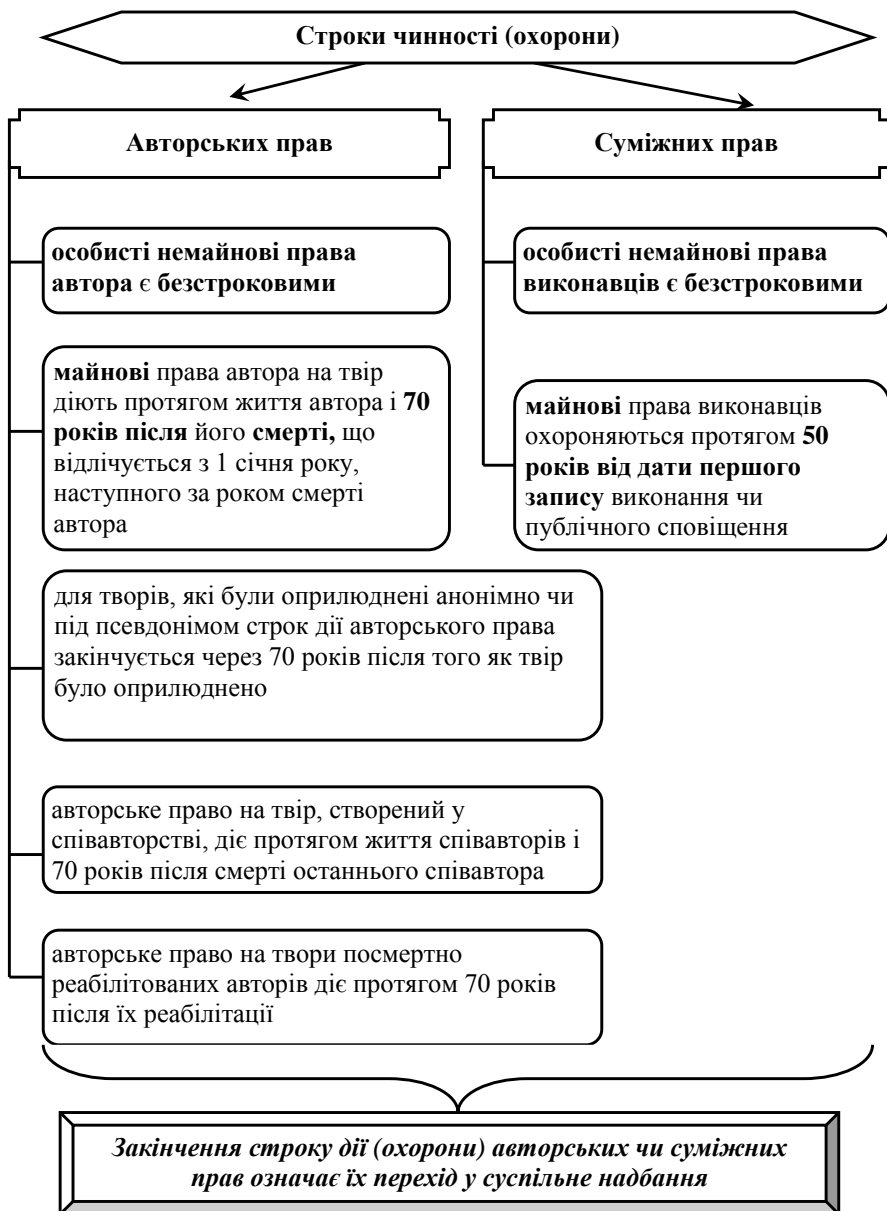 Строки чинності (охорони)
Авторських прав
Суміжних прав
особисті немайнові права
автора є безстроковими
особисті немайнові права
виконавців є безстроковими
майнові права автора на твір
діють протягом життя автора і 70
років після його смерті, що
відлічується з 1 січня року,
наступного за роком смерті
автора
майнові права виконавців
охороняються протягом 50
років від дати першого
запису виконання чи
публічного сповіщення
для творів, які були оприлюднені анонімно чи
під псевдонімом строк дії авторського права
закінчується через 70 років після того як твір
було оприлюднено
авторське право на твір, створений у
співавторстві, діє протягом життя співавторів і
70 років після смерті останнього співавтора
авторське право на твори посмертно
реабілітованих авторів діє протягом 70 років
після їх реабілітації
Закінчення строку дії (охорони) авторських чи суміжних
прав означає їх перехід у суспільне надбання